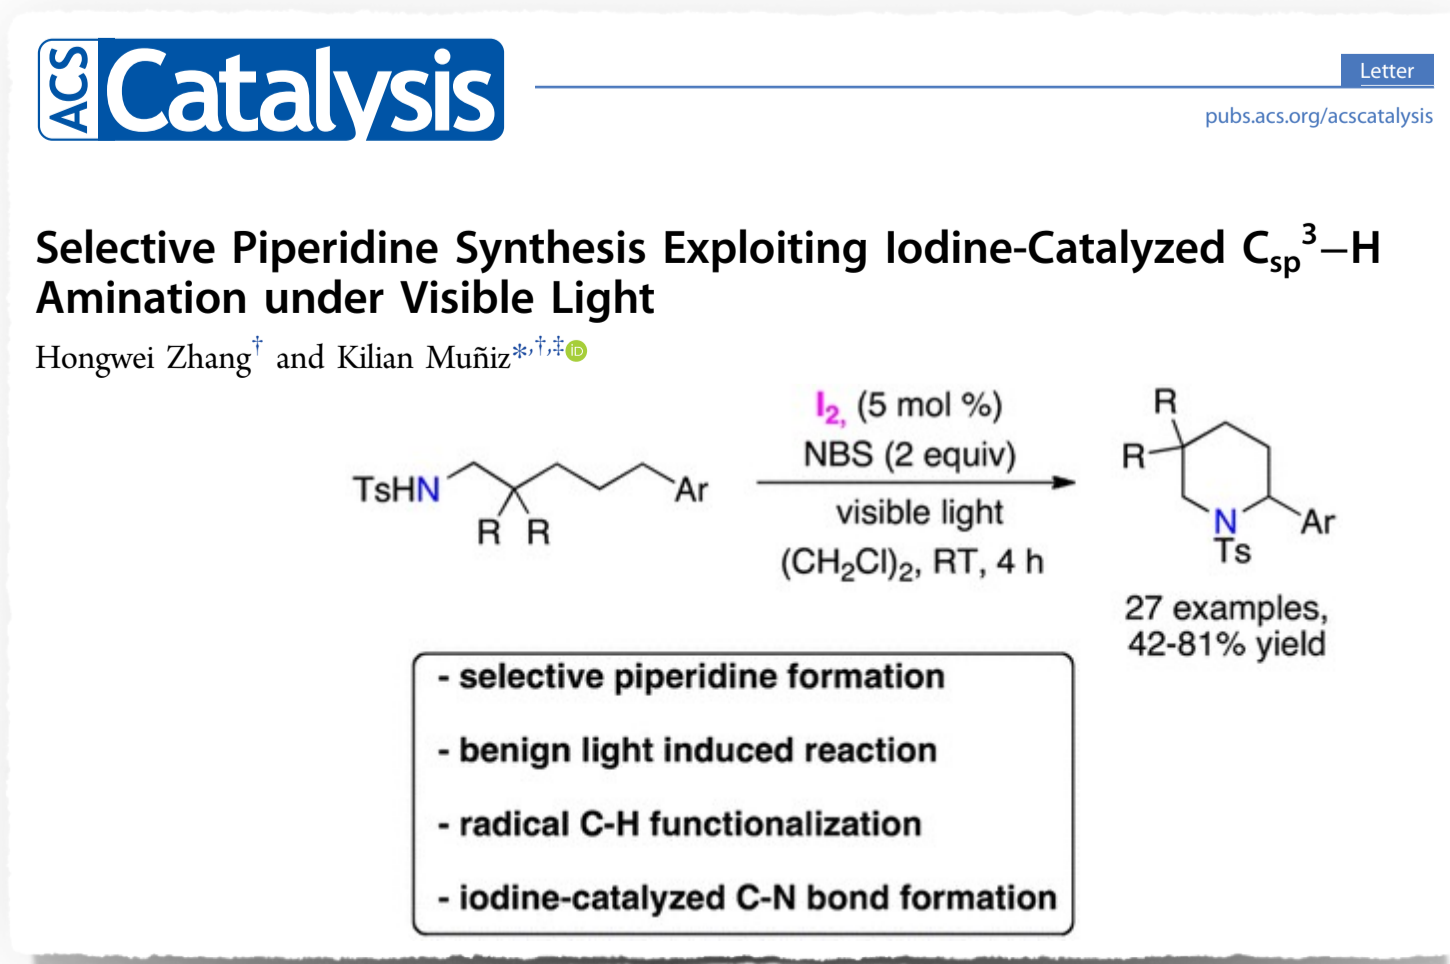 ACS Catalysis
Letter
pubs.acs.org/acscatalysis
Selective Piperidine Synthesis Exploiting Iodine-Catalyzed Csp³–H
Amination under Visible Light
Hongwei Zhang† and Kilian Muñiz*,†,‡ iD
I2, (5 mol %)
NBS (2 equiv)
visible light
(CH2Cl)2, RT, 4 h
TsHN
R R
Ar
R
R
N
Ts
Ar
27 examples,
42-81% yield
- selective piperidine formation
- benign light induced reaction
- radical C-H functionalization
- iodine-catalyzed C-N bond formation